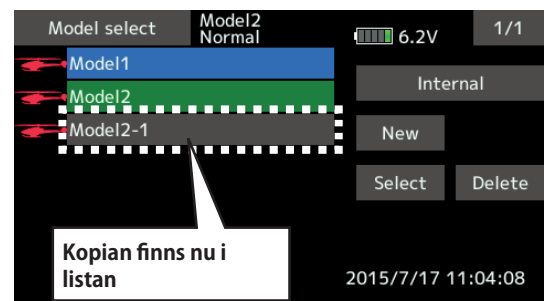 Model select
Model2
Normal
6.2V
1/1
Model1
Internal
Model2
Model2-1
New
Select
Delete
Kopian finns nu i
listan
2015/7/17 11:04:08